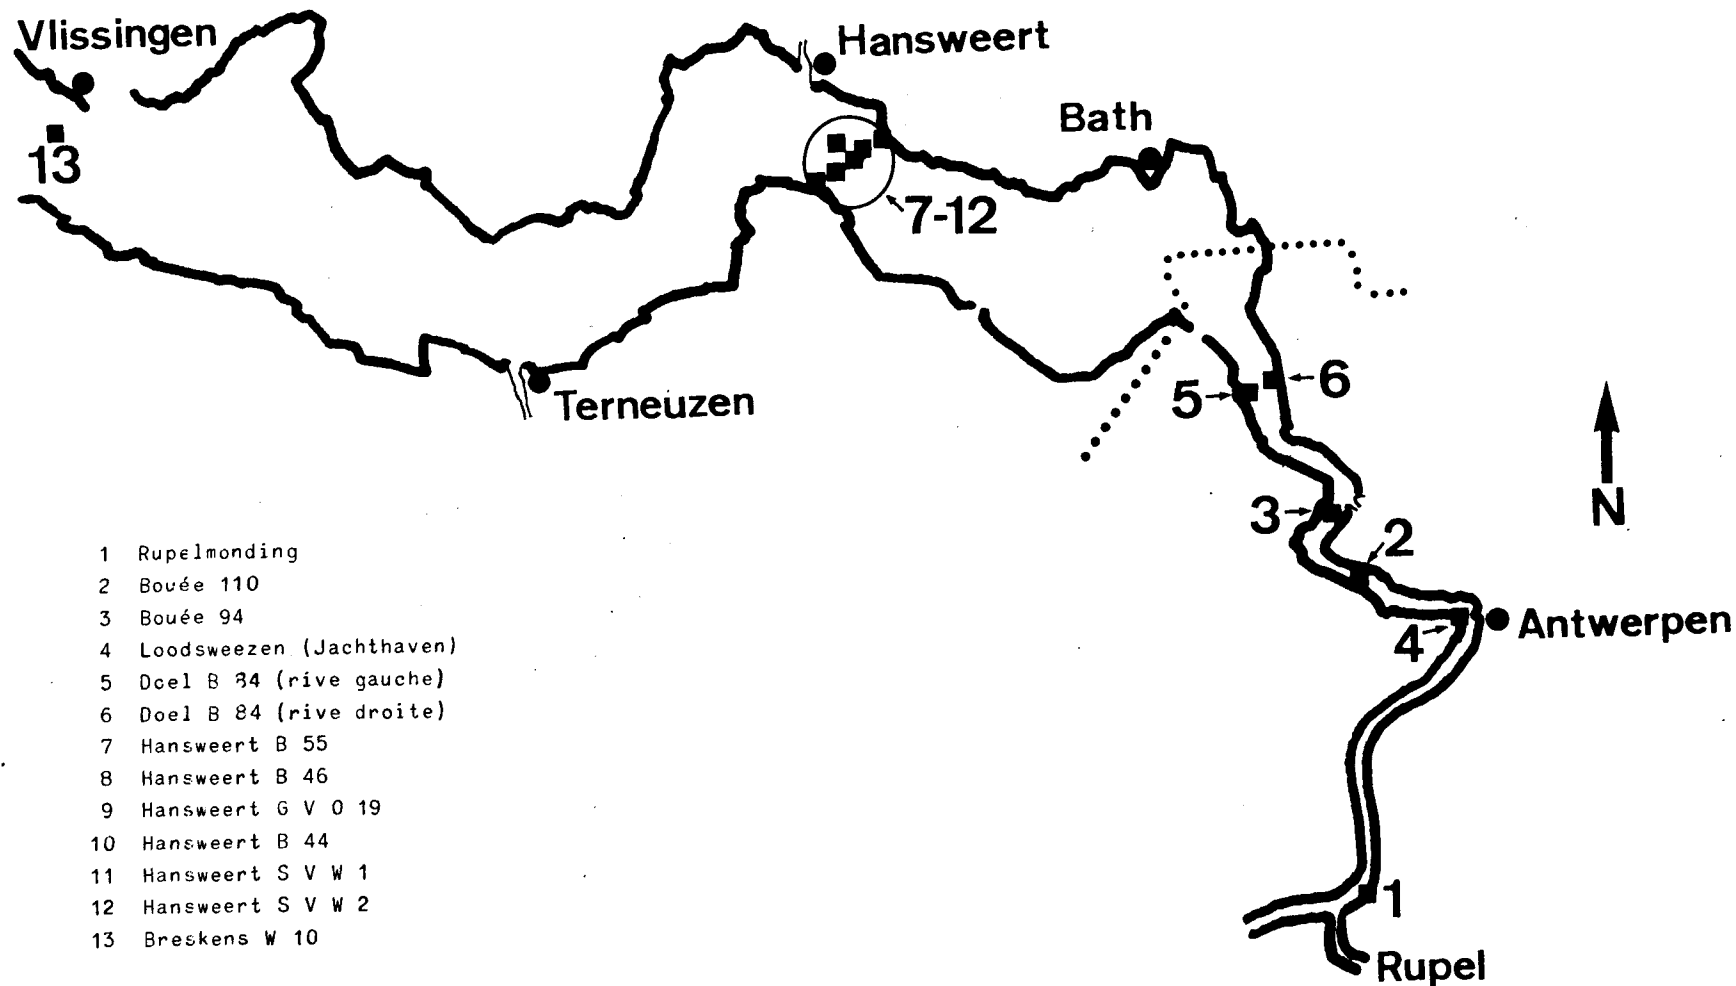 Vlissingen
Hansweert
Bath
13
7-12
6
5
Terneuzen
N
3
2
Antwerpen
4
1
Rupel
1 Rupelmonding
2 Bouée 110
3 Bouée 94
4 Loodsweezen (Jachthaven)
5 Doel B 84 (rive gauche)
6 Doel B 84 (rive droite)
7 Hansweert B 55
8 Hansweert B 46
9 Hansweert G V O 19
10 Hansweert B 44
11 Hansweert S V W 1
12 Hansweert S V W 2
13 Breskens W 10